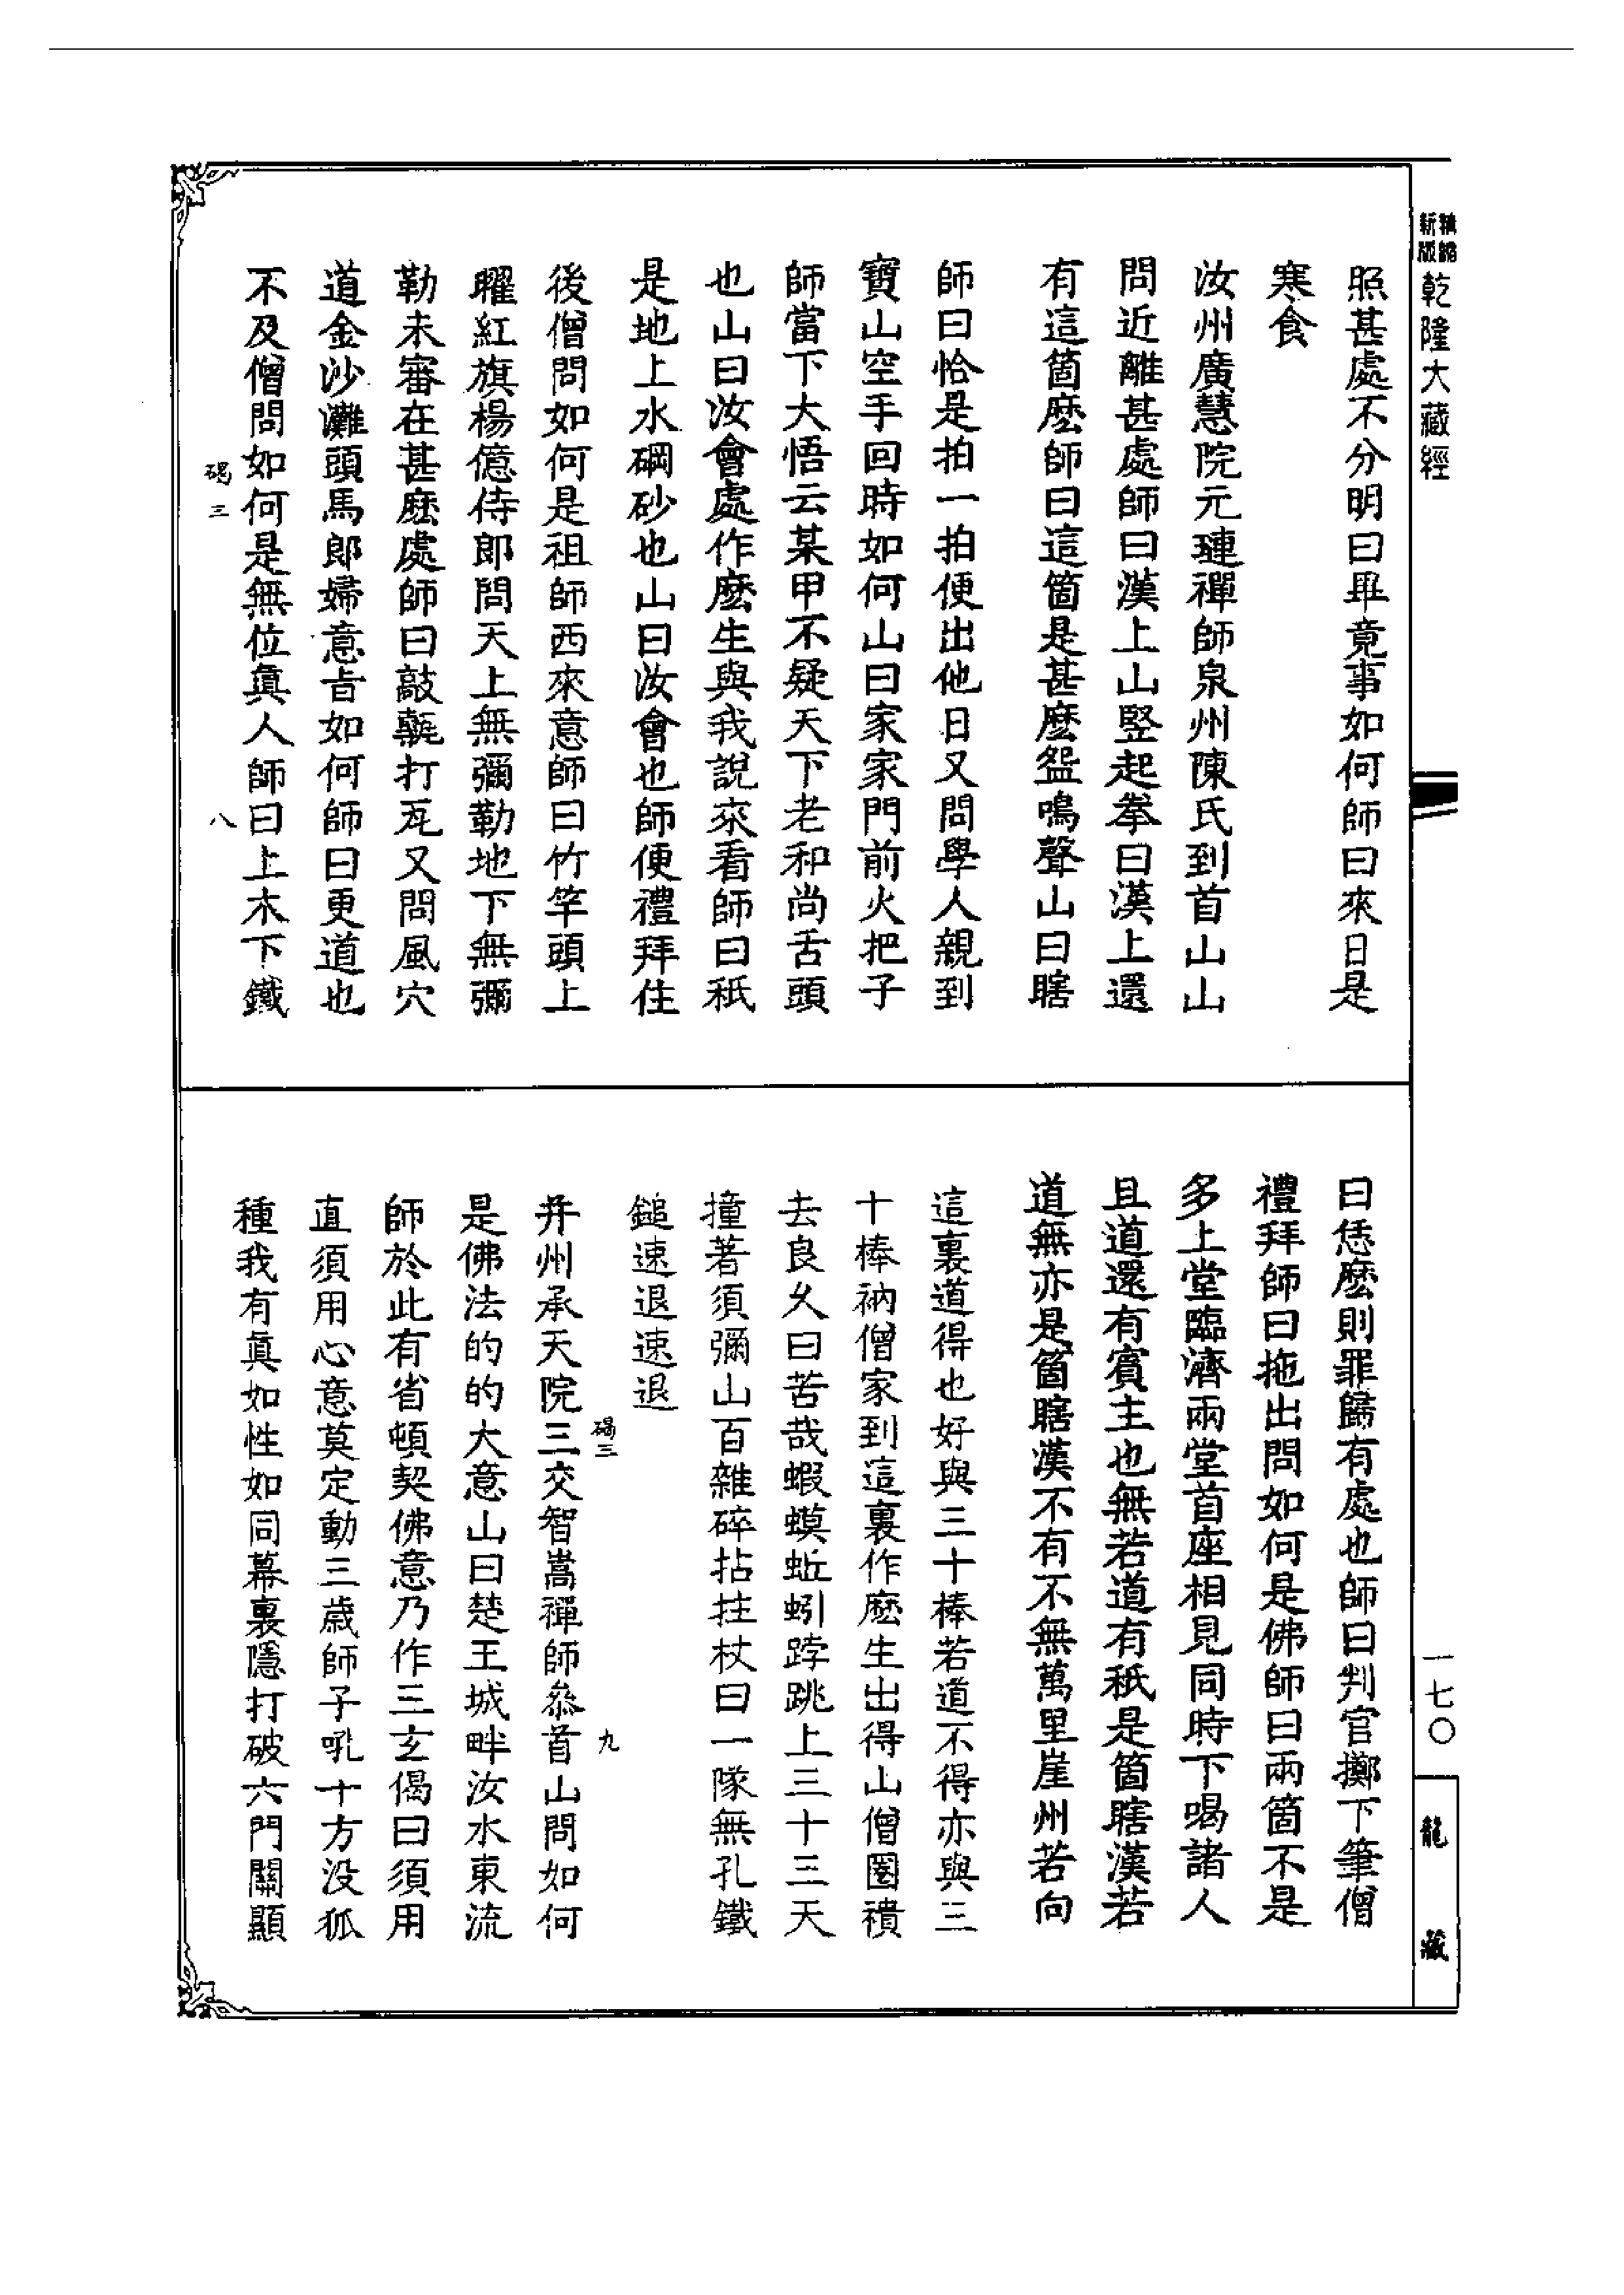 新版
精縮
乾隆大藏經
照甚處不分明曰畢竟事如何師曰來日是
寒食
汝州廣慧院元璉禪師泉州陳氏到首山山
問近離甚處師曰漢上山竪起拳曰漢上還
有這箇麽師曰這箇是甚麽盌鳴聲山曰瞎
師曰恰是拍一拍便出他日又問學人親到
寶山空手回時如何山曰家家門前火把子
師當下大悟云某甲不疑天下老和尚舌頭
也山曰汝會處作麽生與我說來看師曰秖
是地上水碙砂也山曰汝會也師便禮拜住
後僧問如何是祖師西來意師曰竹竿頭上
曜紅旗楊億侍郎問天上無彌勒地下無彌
勒未審在甚麽處師曰敲甎打瓦又問風穴
道金沙灘頭馬郎婦意旨如何師曰更道也
不及僧問如何是無位眞人師曰上木下鐵
碣三
八
曰恁麽則罪歸有處也師曰判官擲下筆僧
禮拜師曰拖出問如何是佛師曰兩箇不是
多上堂臨濟兩堂首座相見同時下喝諸人
且道還有賓主也無若道有秖是箇瞎漢若
道無亦是箇瞎漢不有不無萬里崖州若向
這裏道得也好與三十棒若道不得亦與三
十棒衲僧家到這裏作麽生出得山僧圈䙡
去良久曰苦哉蝦蟆蚯蚓䟛跳上三十三天
撞著須彌山百雜碎拈拄杖曰一隊無孔鐵
鎚速退速退
碣三
九
幷州承天院三交智嵩禪師叅首山問如何
是佛法的的大意山曰楚王城畔汝水東流
師於此有省頓契佛意乃作三玄偈曰須用
直須用心意莫定動三歲師子吼十方没狐
種我有眞如性如同幕裏隱打破六門關顯
一七〇
龍藏